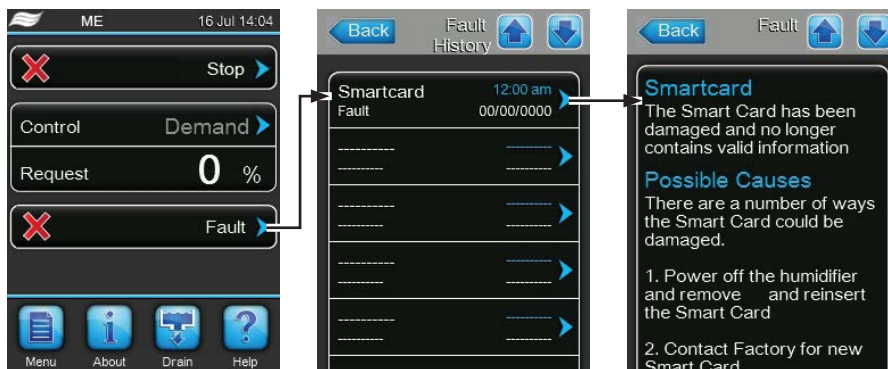 ME 16 Jul 14:04
Stop
Control Demand
Request 0 %
Fault
Menu About Drain Help
Back Fault
History
Smartcard 12:00 am
Fault 00/00/0000
---------- ----------
---------- ----------
---------- ----------
---------- ----------
---------- ----------
---------- ----------
---------- ----------
---------- ----------
Back Fault
Smartcard
The Smart Card has been
damaged and no longer
contains valid information
Possible Causes
There are a number of ways
the Smart Card could be
damaged.
1. Power off the humidifier
and remove and reinsert
the Smart Card
2. Contact Factory for new
Smart Card